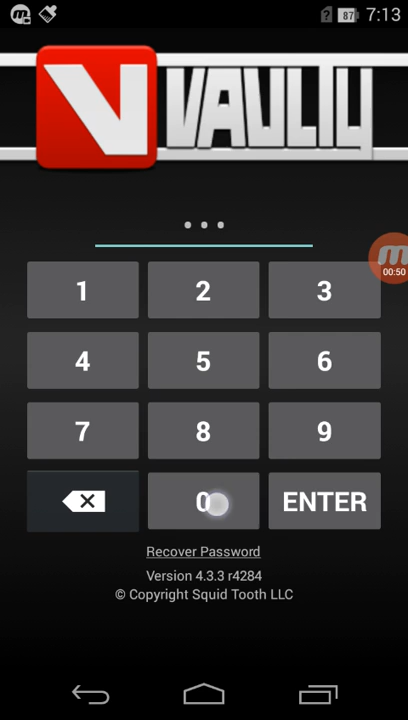 87 7:13
V VAULTY
1 2 3
00:50
4 5 6
7 8 9
0 ENTER
Recover Password
Version 4.3.3 r4284
© Copyright Squid Tooth LLC